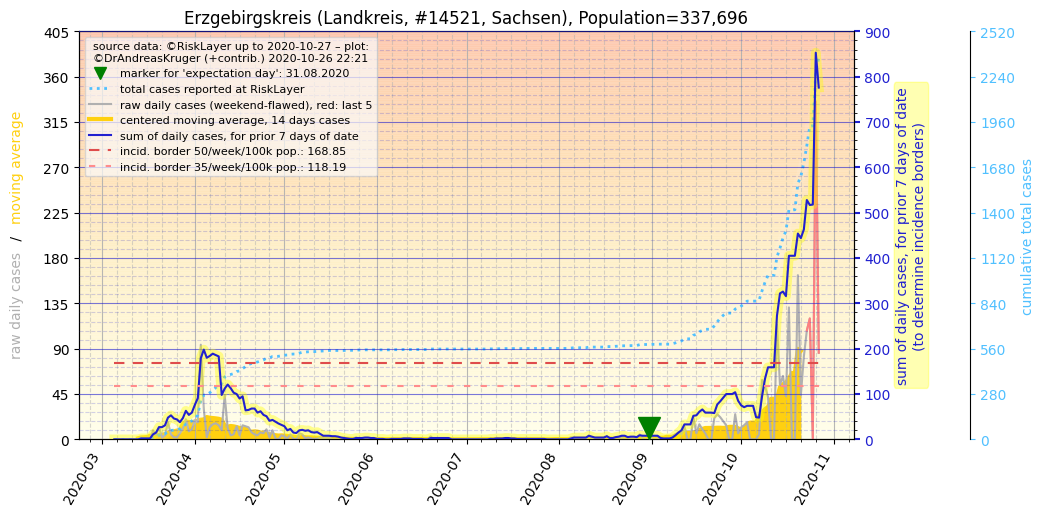 Erzgebirgskreis (Landkreis, #14521, Sachsen), Population=337,696
source data: ©RiskLayer up to 2020-10-27 – plot:
©DrAndreasKruger (+contrib.) 2020-10-26 22:21
marker for 'expectation day': 31.08.2020
total cases reported at RiskLayer
raw daily cases (weekend-flawed), red: last 5
centered moving average, 14 days cases
sum of daily cases, for prior 7 days of date
incid. border 50/week/100k pop.: 168.85
incid. border 35/week/100k pop.: 118.19
raw daily cases / moving average
405
360
315
270
225
180
135
90
45
0
2020-03
2020-04
2020-05
2020-06
2020-07
2020-08
2020-09
2020-10
2020-11
900
800
700
600
500
400
300
200
100
0
sum of daily cases, for prior 7 days of date
(to determine incidence borders)
2520
2240
1960
1680
1400
1120
840
560
280
0
cumulative total cases